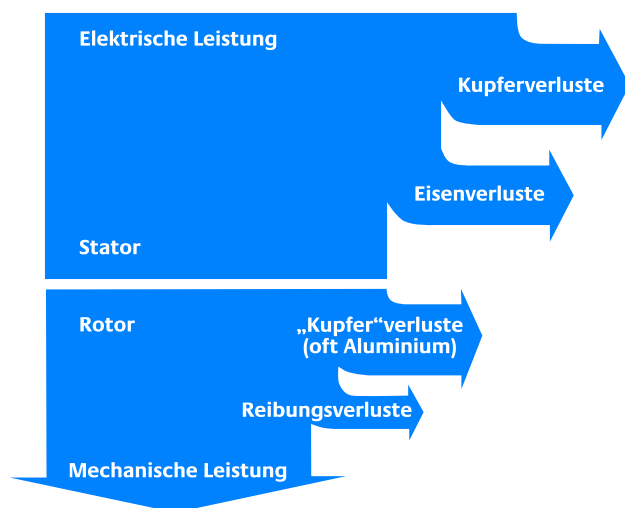 Elektrische Leistung
Kupferverluste
Eisenverluste
Stator
Rotor
„Kupfer“verluste
(oft Aluminium)
Reibungsverluste
Mechanische Leistung